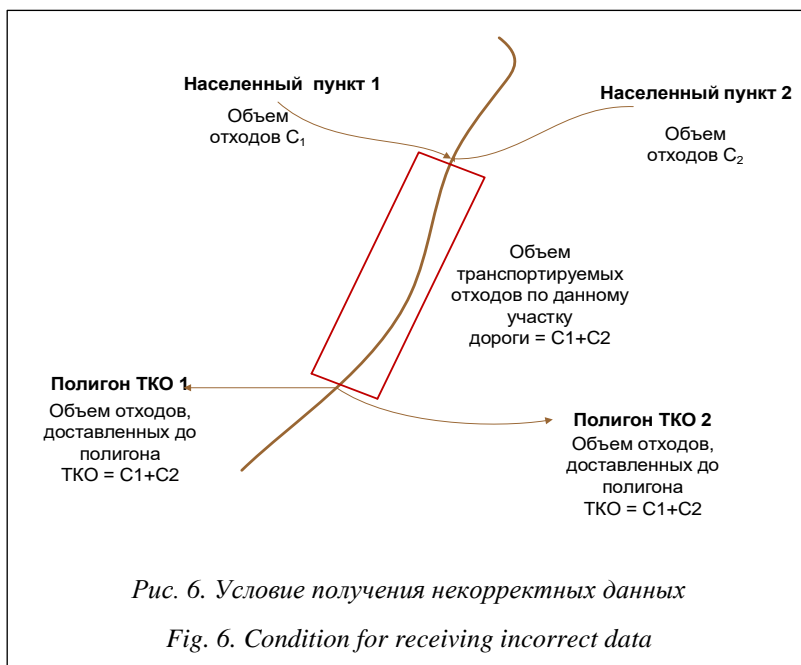 Населенный пункт 1
Объем
отходов С₁
Населенный пункт 2
Объем
отходов С₂
Объем
транспортируемых
отходов по данному
участку
дороги = С1+С2
Полигон ТКО 1
Объем отходов,
доставленных до
полигона
ТКО = С1+С2
Полигон ТКО 2
Объем отходов,
доставленных до
полигона
ТКО = С1+С2
Рис. 6. Условие получения некорректных данных
Fig. 6. Condition for receiving incorrect data